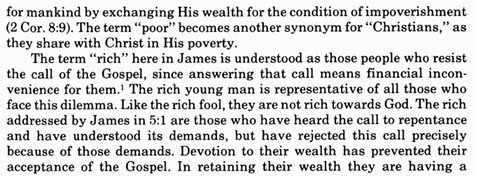 for mankind by exchanging His wealth for the condition of impoverishment
(2 Cor. 8:9). The term “poor” becomes another synonym for “Christians,” as
they share with Christ in His poverty.
The term “rich” here in James is understood as those people who resist
the call of the Gospel, since answering that call means financial incon-
venience for them.¹ The rich young man is representative of all those who
face this dilemma. Like the rich fool, they are not rich towards God. The rich
addressed by James in 5:1 are those who have heard the call to repentance
and have understood its demands, but have rejected this call precisely
because of those demands. Devotion to their wealth has prevented their
acceptance of the Gospel. In retaining their wealth they are having a